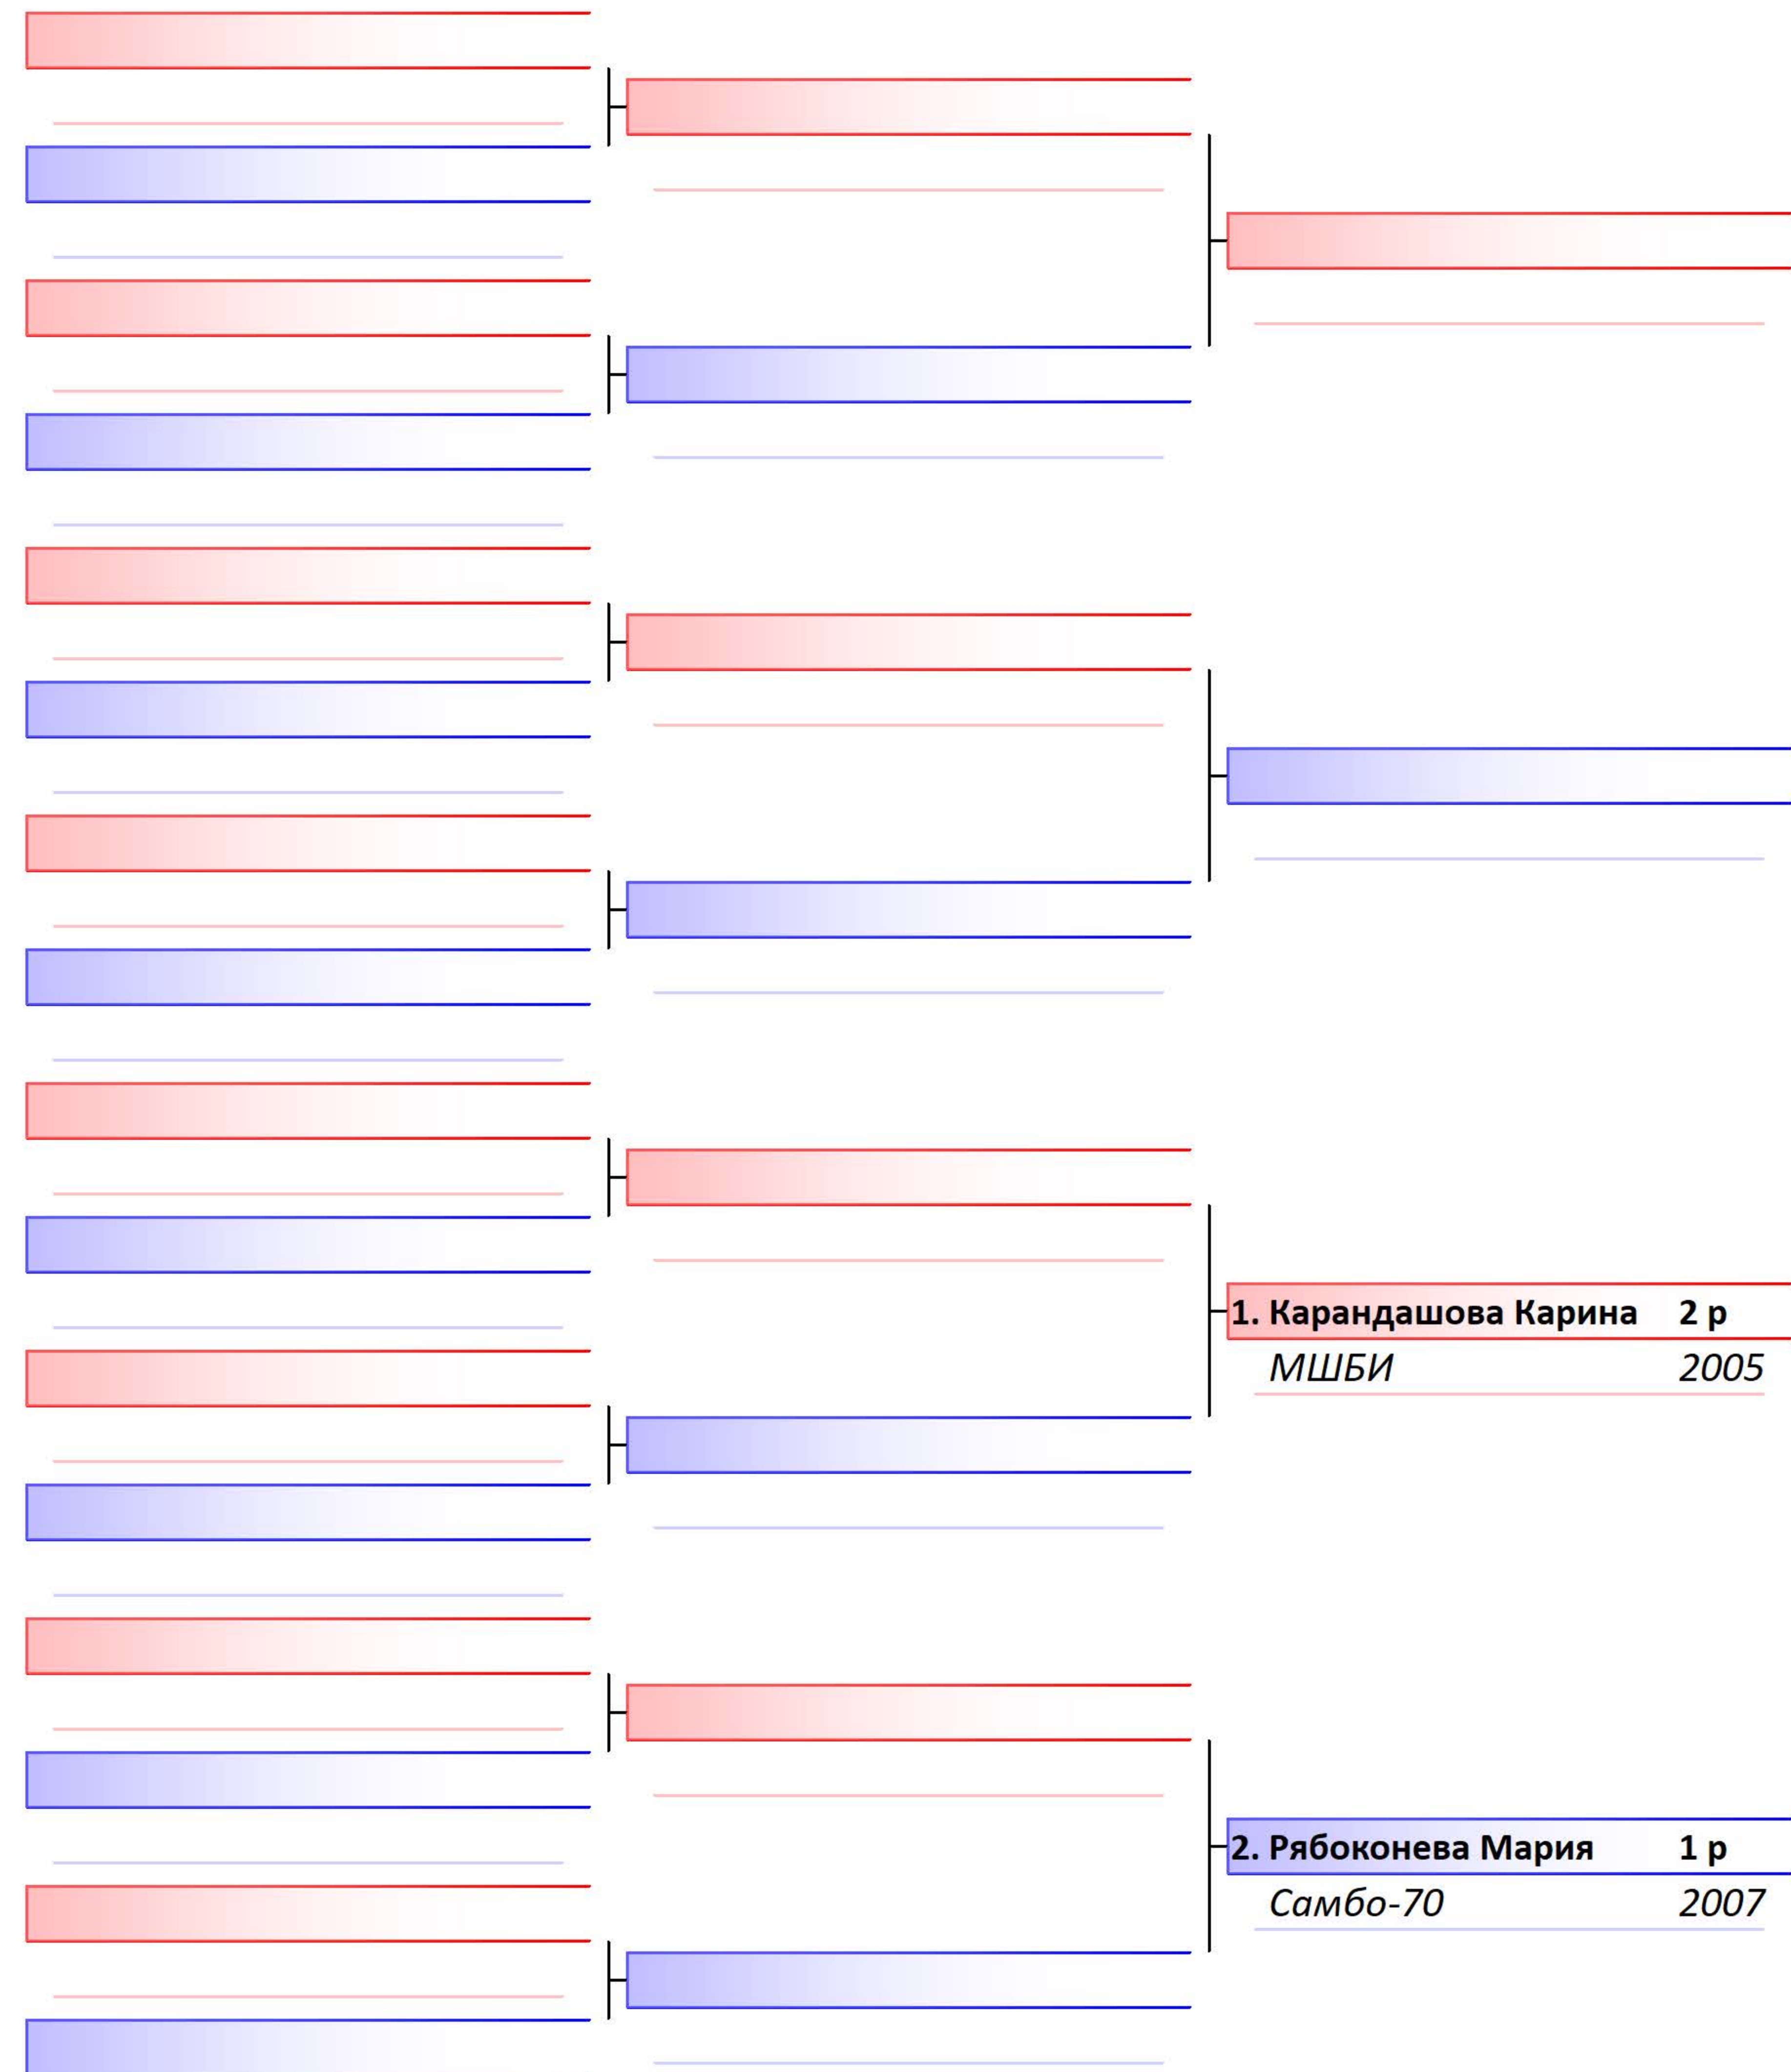 1. Карандашова Карина 2 р
МШБИ 2005
2. Рябоконева Мария 1 р
Самбо-70 2007